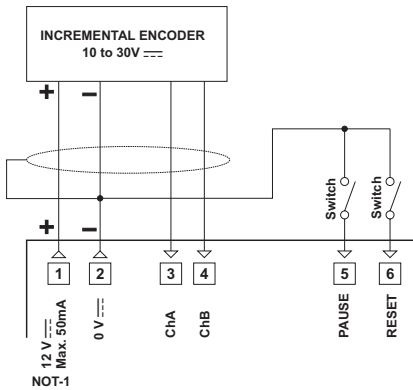 INCREMENTAL ENCODER
10 to 30V ⎓
+ −
+ −
Switch
Switch
1 2 3 4 5 6
12 V ⎓
Max. 50mA
0 V ⎓
ChA
ChB
PAUSE
RESET
NOT-1